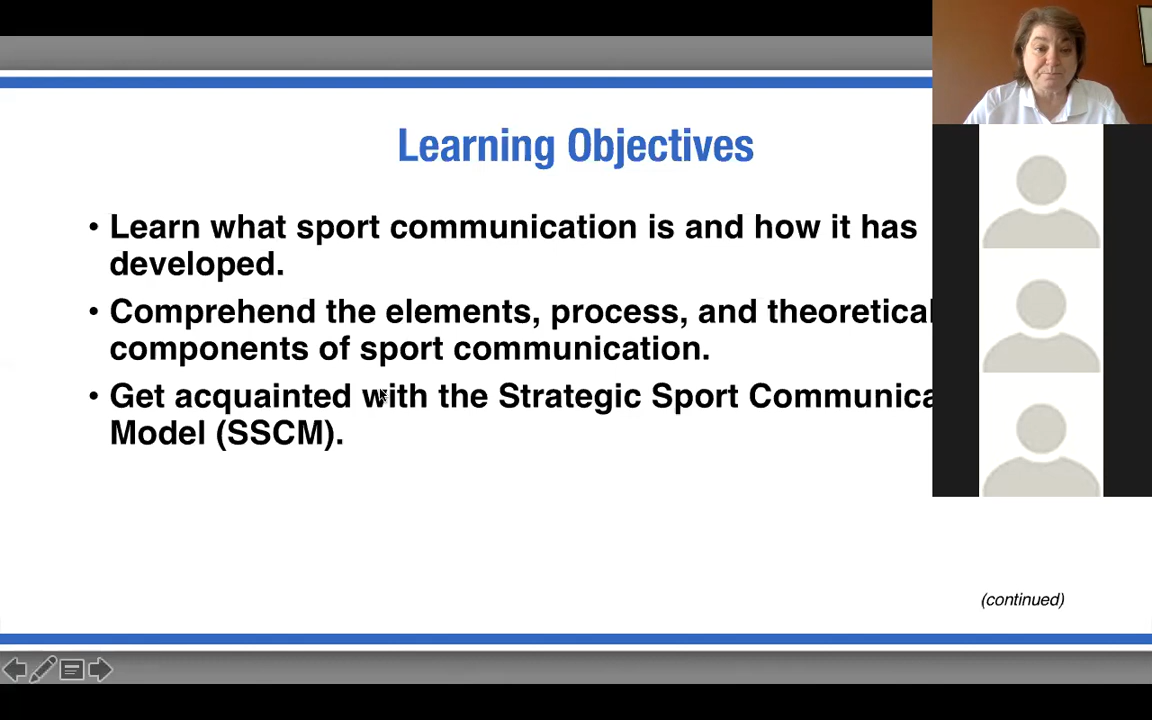 Learning Objectives
• Learn what sport communication is and how it has
developed.
• Comprehend the elements, process, and theoretical
components of sport communication.
• Get acquainted with the Strategic Sport Communica
Model (SSCM).
(continued)